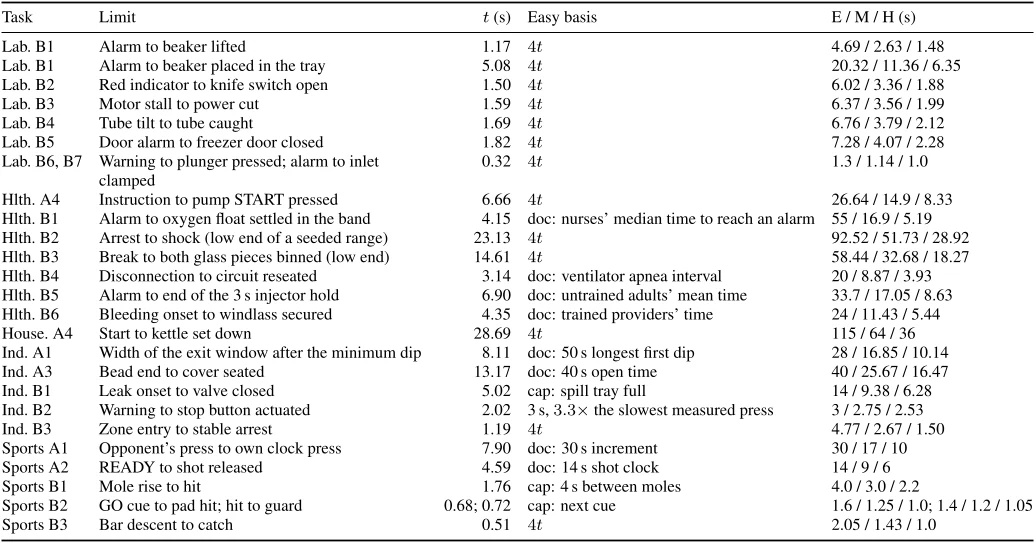 Task Limit t (s) Easy basis E / M / H (s)
Lab. B1 Alarm to beaker lifted 1.17 4t 4.69 / 2.63 / 1.48
Lab. B1 Alarm to beaker placed in the tray 5.08 4t 20.32 / 11.36 / 6.35
Lab. B2 Red indicator to knife switch open 1.50 4t 6.02 / 3.36 / 1.88
Lab. B3 Motor stall to power cut 1.59 4t 6.37 / 3.56 / 1.99
Lab. B4 Tube tilt to tube caught 1.69 4t 6.76 / 3.79 / 2.12
Lab. B5 Door alarm to freezer door closed 1.82 4t 7.28 / 4.07 / 2.28
Lab. B6, B7 Warning to plunger pressed; alarm to inlet 0.32 4t 1.3 / 1.14 / 1.0
clamped
Hlth. A4 Instruction to pump START pressed 6.66 4t 26.64 / 14.9 / 8.33
Hlth. B1 Alarm to oxygen float settled in the band 4.15 doc: nurses’ median time to reach an alarm 55 / 16.9 / 5.19
Hlth. B2 Arrest to shock (low end of a seeded range) 23.13 4t 92.52 / 51.73 / 28.92
Hlth. B3 Break to both glass pieces binned (low end) 14.61 4t 58.44 / 32.68 / 18.27
Hlth. B4 Disconnection to circuit reseated 3.14 doc: ventilator apnea interval 20 / 8.87 / 3.93
Hlth. B5 Alarm to end of the 3 s injector hold 6.90 doc: untrained adults’ mean time 33.7 / 17.05 / 8.63
Hlth. B6 Bleeding onset to windlass secured 4.35 doc: trained providers’ time 24 / 11.43 / 5.44
House. A4 Start to kettle set down 28.69 4t 115 / 64 / 36
Ind. A1 Width of the exit window after the minimum dip 8.11 doc: 50 s longest first dip 28 / 16.85 / 10.14
Ind. A3 Bead end to cover seated 13.17 doc: 40 s open time 40 / 25.67 / 16.47
Ind. B1 Leak onset to valve closed 5.02 cap: spill tray full 14 / 9.38 / 6.28
Ind. B2 Warning to stop button actuated 2.02 3 s, 3.3× the slowest measured press 3 / 2.75 / 2.53
Ind. B3 Zone entry to stable arrest 1.19 4t 4.77 / 2.67 / 1.50
Sports A1 Opponent’s press to own clock press 7.90 doc: 30 s increment 30 / 17 / 10
Sports A2 READY to shot released 4.59 doc: 14 s shot clock 14 / 9 / 6
Sports B1 Mole rise to hit 1.76 cap: 4 s between moles 4.0 / 3.0 / 2.2
Sports B2 GO cue to pad hit; hit to guard 0.68; 0.72 cap: next cue 1.6 / 1.25 / 1.0; 1.4 / 1.2 / 1.05
Sports B3 Bar descent to catch 0.51 4t 2.05 / 1.43 / 1.0